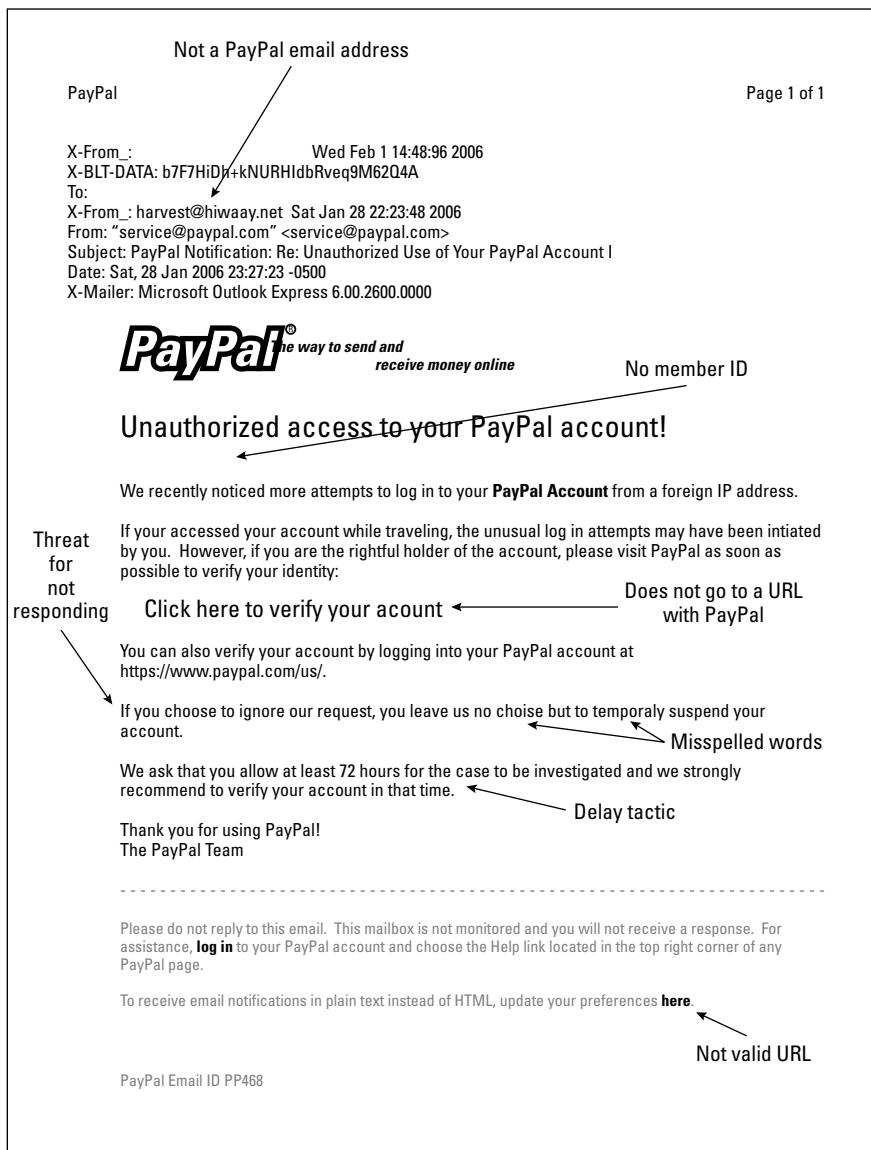 Not a PayPal email address
PayPal Page 1 of 1
X-From_: Wed Feb 1 14:48:96 2006
X-BLT-DATA: b7F7HiDh+kNURHIdbRveq9M62Q4A
To:
X-From_: harvest@hiwaay.net Sat Jan 28 22:23:48 2006
From: “service@paypal.com” <service@paypal.com>
Subject: PayPal Notification: Re: Unauthorized Use of Your PayPal Account I
Date: Sat, 28 Jan 2006 23:27:23 -0500
X-Mailer: Microsoft Outlook Express 6.00.2600.0000
PayPal® The way to send and
receive money online
No member ID
Unauthorized access to your PayPal account!
We recently noticed more attempts to log in to your PayPal Account from a foreign IP address.
If your accessed your account while traveling, the unusual log in attempts may have been intiated
by you. However, if you are the rightful holder of the account, please visit PayPal as soon as
possible to verify your identity:
Threat
for
not
responding
Click here to verify your acount
Does not go to a URL
with PayPal
You can also verify your account by logging into your PayPal account at
https://www.paypal.com/us/.
If you choose to ignore our request, you leave us no choise but to temporaly suspend your
account.
Misspelled words
We ask that you allow at least 72 hours for the case to be investigated and we strongly
recommend to verify your account in that time.
Delay tactic
Thank you for using PayPal!
The PayPal Team
Please do not reply to this email. This mailbox is not monitored and you will not receive a response. For
assistance, log in to your PayPal account and choose the Help link located in the top right corner of any
PayPal page.
To receive email notifications in plain text instead of HTML, update your preferences here.
Not valid URL
PayPal Email ID PP468